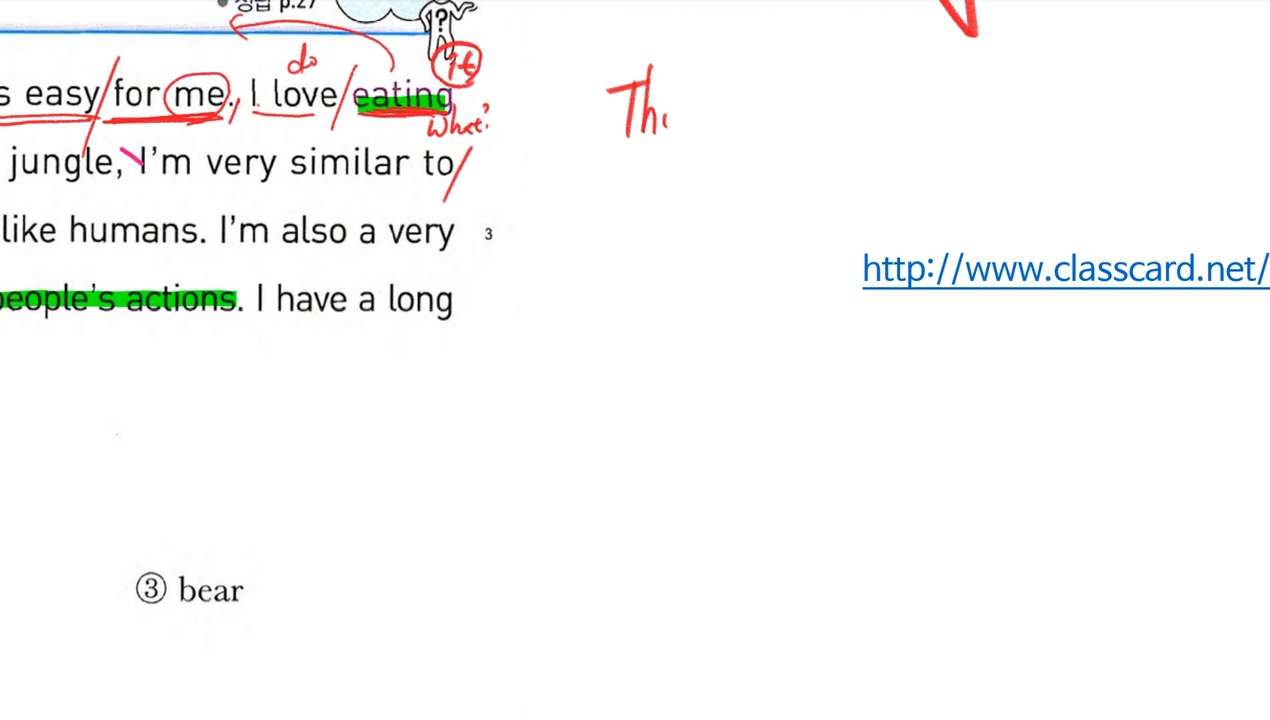 정답 p.27
?
do
It
s easy/for me. I love/eating
What?
jungle, I'm very similar to
like humans. I'm also a very 3
people's actions. I have a long
③ bear
Thi
http://www.classcard.net/